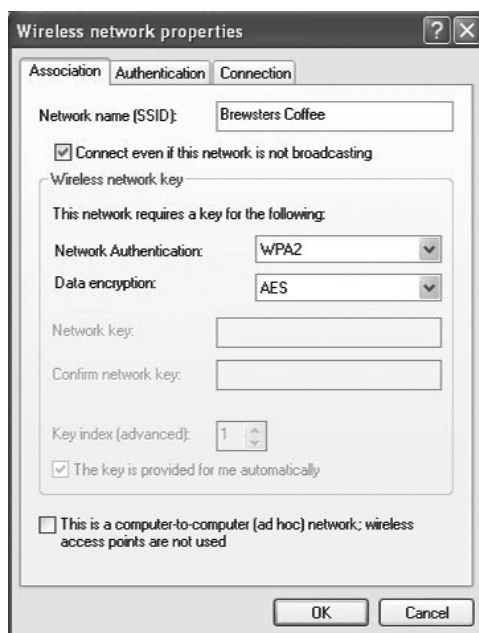 Wireless network properties
Association Authentication Connection
Network name (SSID): Brewsters Coffee
Connect even if this network is not broadcasting
Wireless network key
This network requires a key for the following:
Network Authentication: WPA2
Data encryption: AES
Network key:
Confirm network key:
Key index (advanced): 1
The key is provided for me automatically
This is a computer-to-computer (ad hoc) network; wireless
access points are not used
OK Cancel